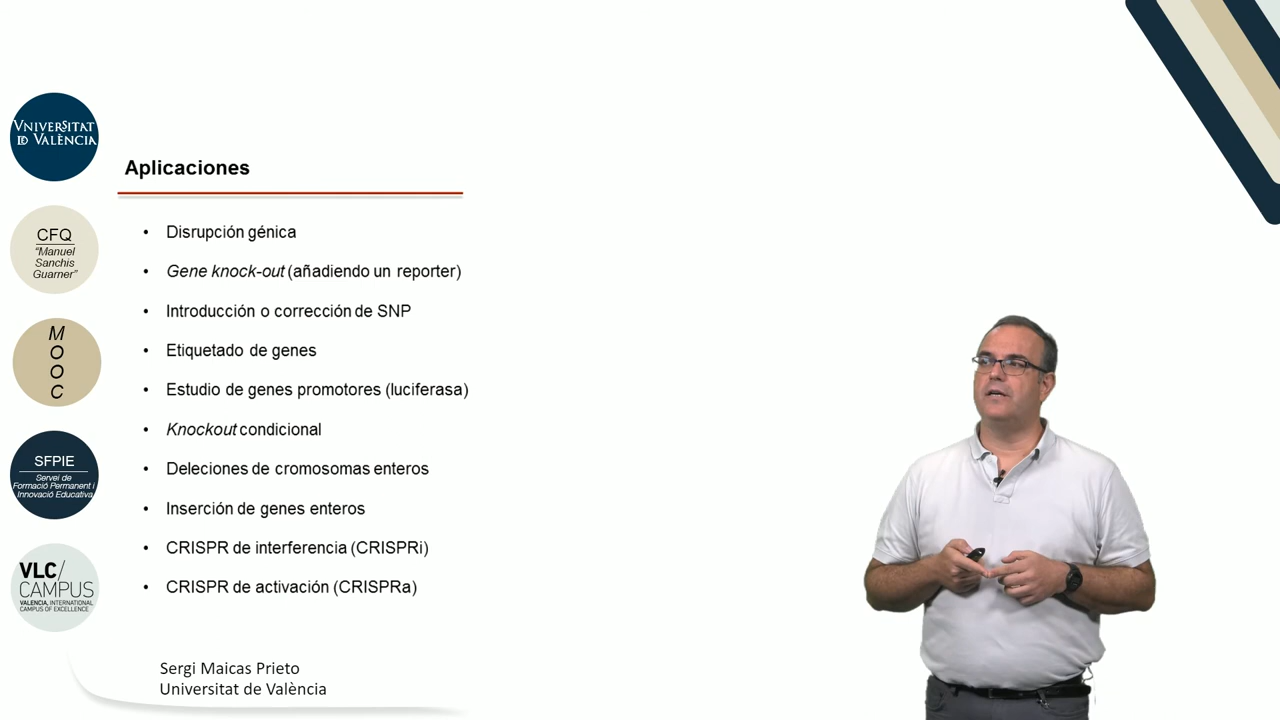 VNIVERSITAT
ID VALÈNCIA
CFQ
"Manuel
Sanchis
Guarner"
M
O
O
C
SFPIE
Servei de
Formació Permanent i
Innovació Educativa
VLC/
CAMPUS
VALENCIA, INTERNATIONAL
CAMPUS OF EXCELLENCE
Aplicaciones
• Disrupción génica
• Gene knock-out (añadiendo un reporter)
• Introducción o corrección de SNP
• Etiquetado de genes
• Estudio de genes promotores (luciferasa)
• Knockout condicional
• Deleciones de cromosomas enteros
• Inserción de genes enteros
• CRISPR de interferencia (CRISPRi)
• CRISPR de activación (CRISPRa)
Sergi Maicas Prieto
Universitat de València